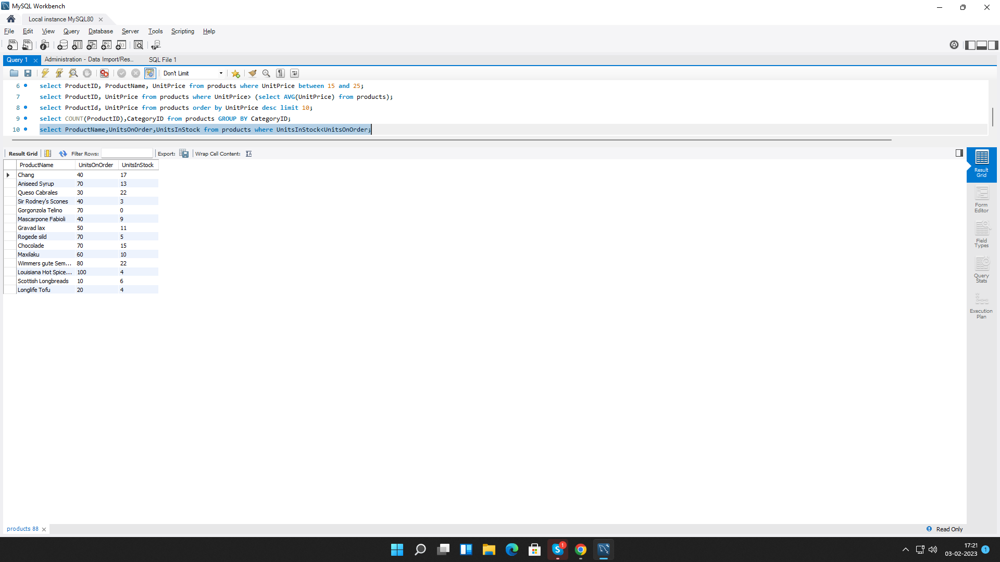 MySQL Workbench
Local instance MySQL80
File Edit View Query Database Server Tools Scripting Help
Query 1 Administration - Data Import/Res... SQL File 1
Don't Limit
6 select ProductID, ProductName, UnitPrice from products where UnitPrice between 15 and 25;
7 select ProductID, UnitPrice from products where UnitPrice> (select AVG(UnitPrice) from products);
8 select ProductId, UnitPrice from products order by UnitPrice desc limit 10;
9 select COUNT(ProductID),CategoryID from products GROUP BY CategoryID;
10 select ProductName,UnitsOnOrder,UnitsInStock from products where UnitsInStock<UnitsOnOrder;
Result Grid Filter Rows: Export: Wrap Cell Content:
ProductName UnitsOnOrder UnitsInStock
Chang 40 17
Aniseed Syrup 70 13
Queso Cabrales 30 22
Sir Rodney's Scones 40 3
Gorgonzola Telino 70 0
Mascarpone Fabioli 40 9
Gravad lax 50 11
Rogede sild 70 5
Chocolade 70 15
Maxilaku 60 10
Wimmers gute Sem... 80 22
Louisiana Hot Spice... 100 4
Scottish Longbreads 10 6
Longlife Tofu 20 4
Result
Grid
Form
Editor
Field
Types
Query
Stats
Execution
Plan
products 88
Read Only
1
17:21
03-02-2023
1